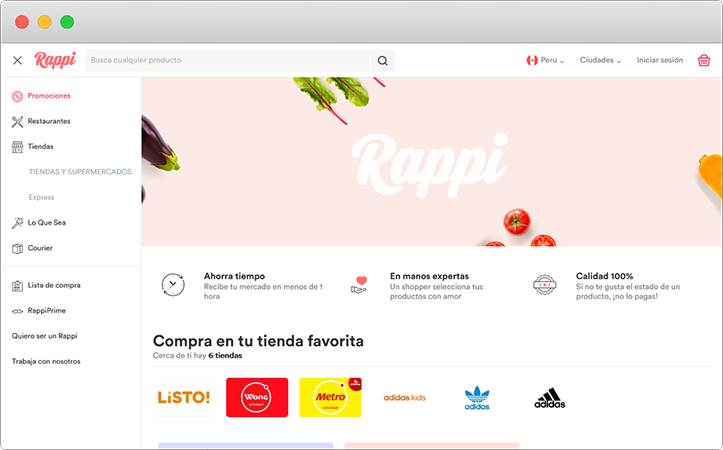 Rappi
Busca cualquier producto
Peru
Ciudades
Iniciar sesión
Promociones
Restaurantes
Tiendas
TIENDAS Y SUPERMERCADOS
Express
Lo Que Sea
Courier
Lista de compra
RappiPrime
Quiero ser un Rappi
Trabaja con nosotros
Rappi
Ahorra tiempo
Recibe tu mercado en menos de 1
hora
En manos expertas
Un shopper selecciona tus
productos con amor
Calidad 100%
Si no te gusta el estado de un
producto, ¡no lo pagas!
Compra en tu tienda favorita
Cerca de ti hay 6 tiendas
LiSTO!
Wong
Metro
adidas kids
adidas
adidas